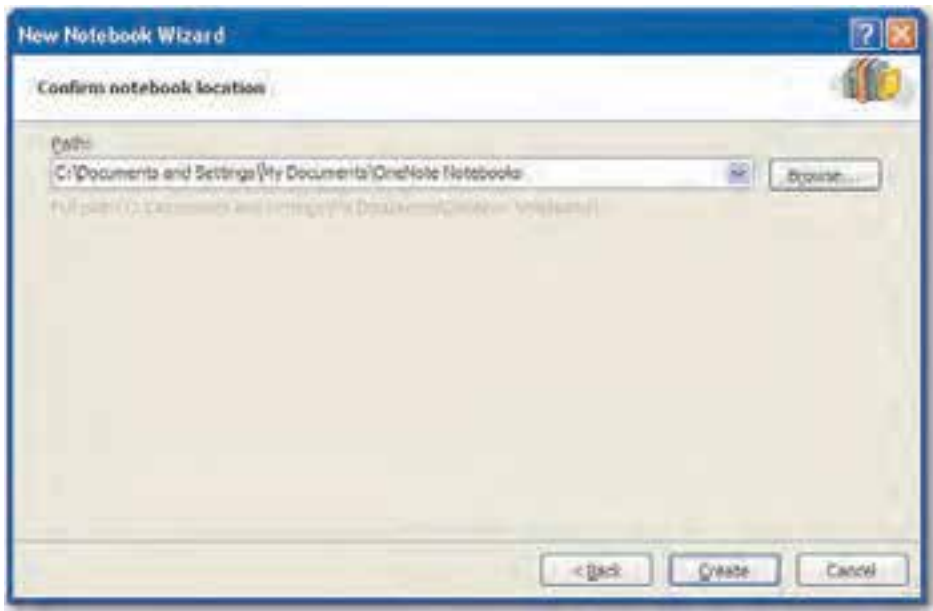 New Notebook Wizard
Confirm notebook location
Path:
C:\Documents and Settings\My Documents\OneNote Notebooks
Browse...
< Back
Create
Cancel